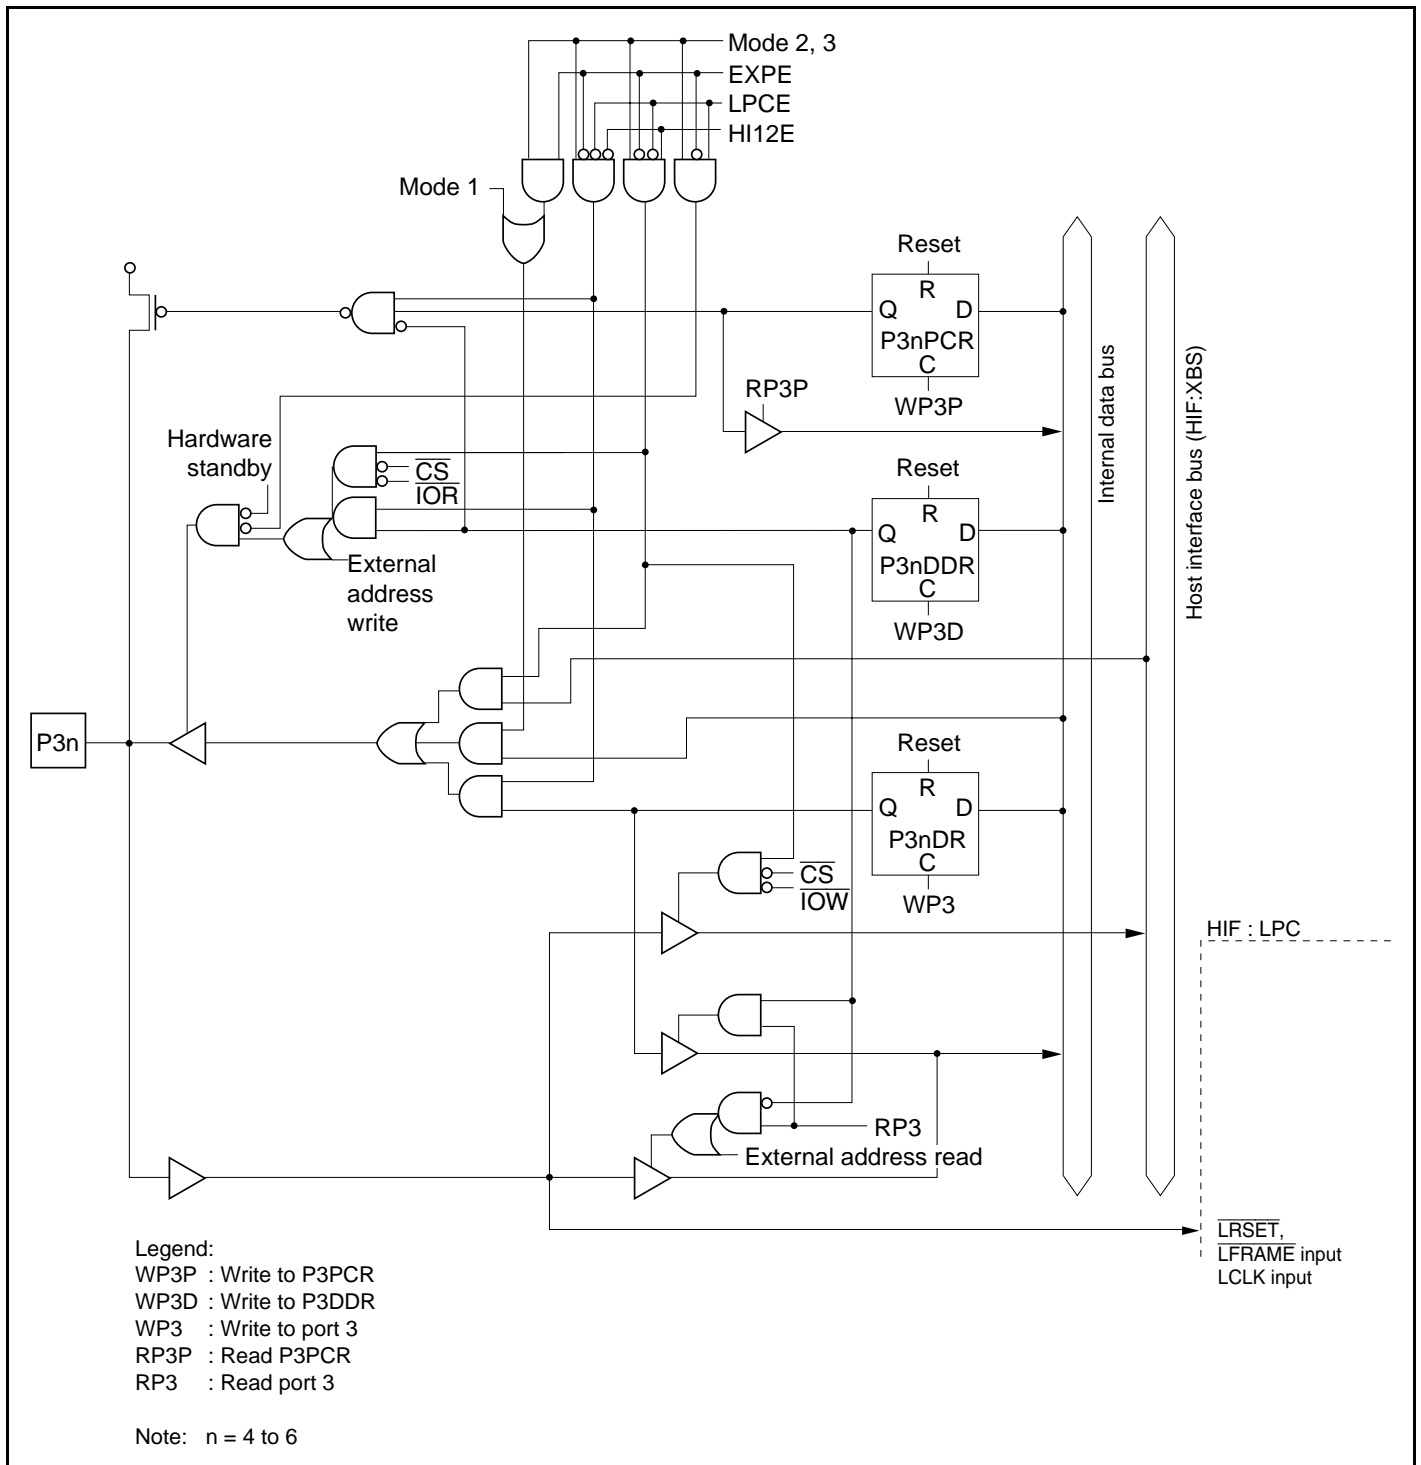 Mode 2, 3
EXPE
LPCE
HI12E
Mode 1
Reset
R
Q D
P3nPCR
C
WP3P
RP3P
Hardware
standby
CS
IOR
External
address
write
Reset
R
Q D
P3nDDR
C
WP3D
Internal data bus
Host interface bus (HIF:XBS)
P3n
Reset
R
Q D
P3nDR
C
WP3
CS
IOW
HIF : LPC
RP3
External address read
LRSET,
LFRAME input
LCLK input
Legend:
WP3P : Write to P3PCR
WP3D : Write to P3DDR
WP3 : Write to port 3
RP3P : Read P3PCR
RP3 : Read port 3
Note: n = 4 to 6